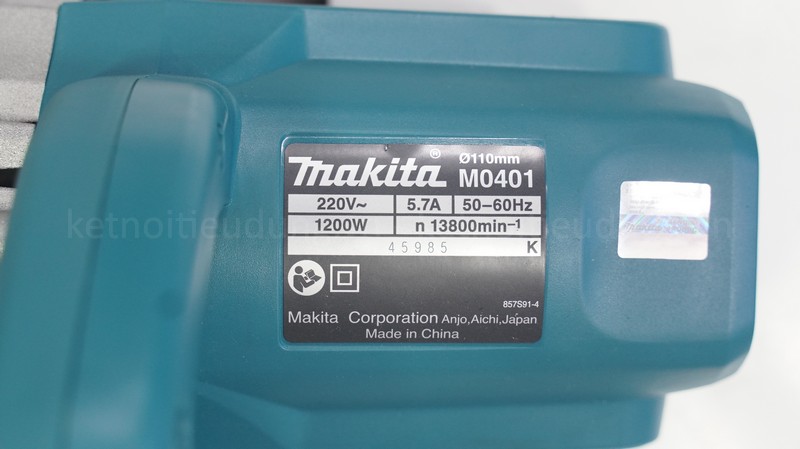 makita® Ø110mm
M0401
220V~ 5.7A 50–60Hz
1200W n 13800min⁻¹
45985 K
857S91-4
Makita Corporation Anjo,Aichi,Japan
Made in China
ketnoitieudu